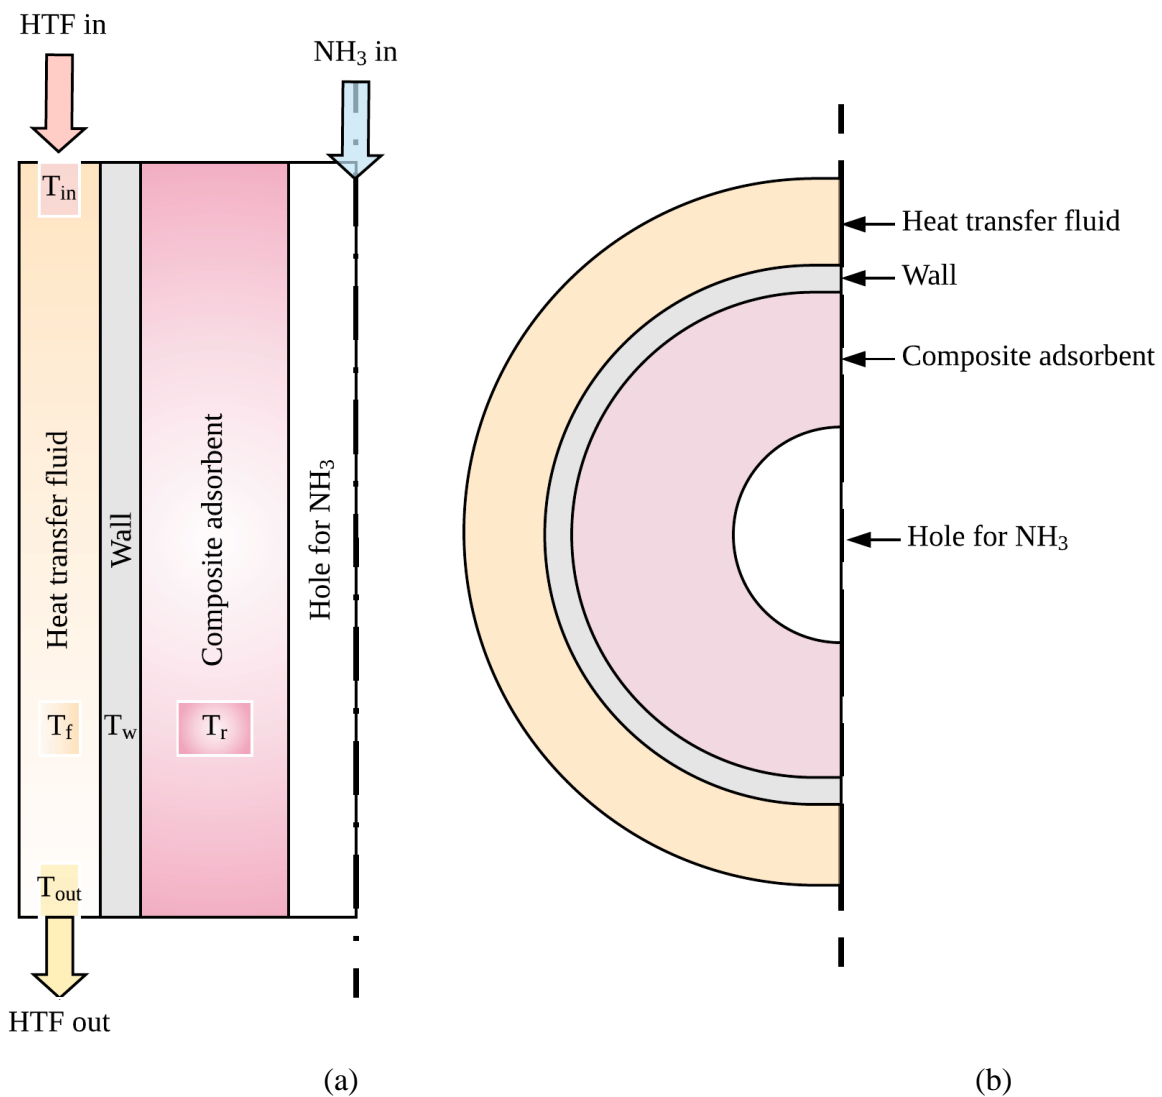 HTF in
NH3 in
Tin
Heat transfer fluid
Wall
Composite adsorbent
Hole for NH3
Tf
Tw
Tr
Tout
HTF out
(a)
Heat transfer fluid
Wall
Composite adsorbent
Hole for NH3
(b)